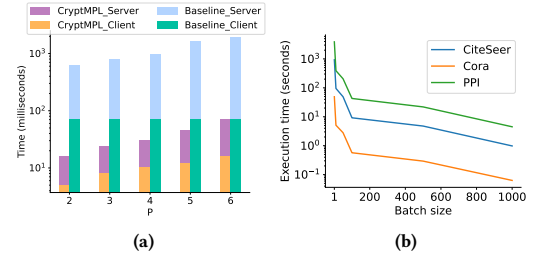 CryptMPL_Server Baseline_Server
CryptMPL_Client Baseline_Client
Time (milliseconds)
10³
10²
10¹
2 3 4 5 6
P
(a)
CiteSeer
Cora
PPI
Execution time (seconds)
10³
10²
10¹
10⁰
10⁻¹
1 200 400 600 800 1000
Batch size
(b)